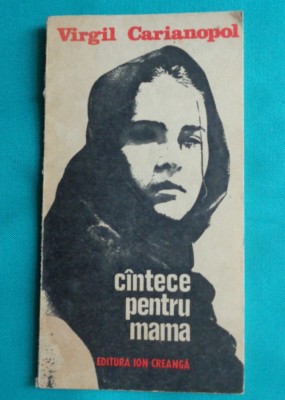 Virgil Carianopol
cîntece
pentru
mama
EDITURA ION CREANGĂ